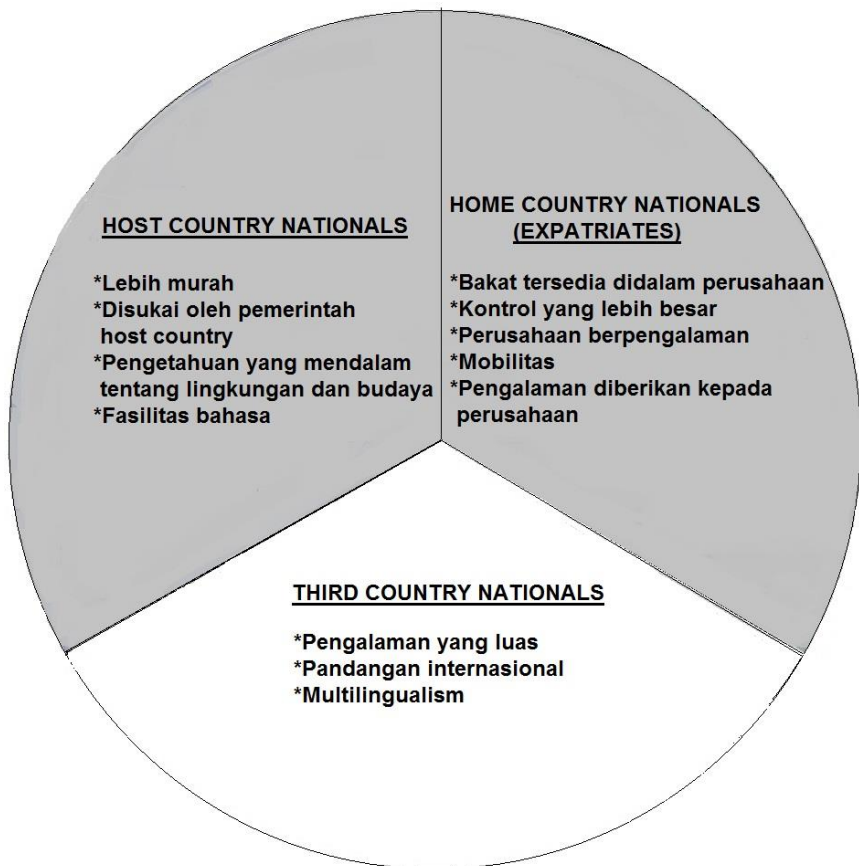 HOST COUNTRY NATIONALS
*Lebih murah
*Disukai oleh pemerintah
host country
*Pengetahuan yang mendalam
tentang lingkungan dan budaya
*Fasilitas bahasa
HOME COUNTRY NATIONALS
(EXPATRIATES)
*Bakat tersedia didalam perusahaan
*Kontrol yang lebih besar
*Perusahaan berpengalaman
*Mobilitas
*Pengalaman diberikan kepada
perusahaan
THIRD COUNTRY NATIONALS
*Pengalaman yang luas
*Pandangan internasional
*Multilingualism